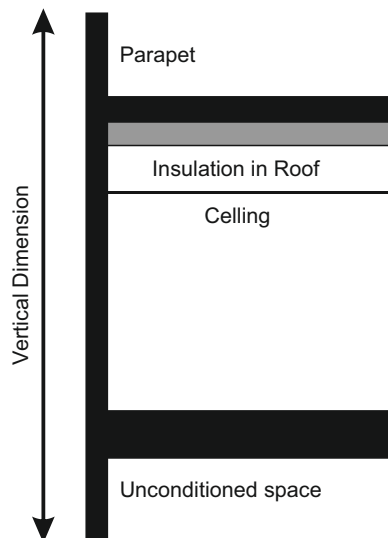 Parapet
Insulation in Roof
Celling
Vertical Dimension
Unconditioned space